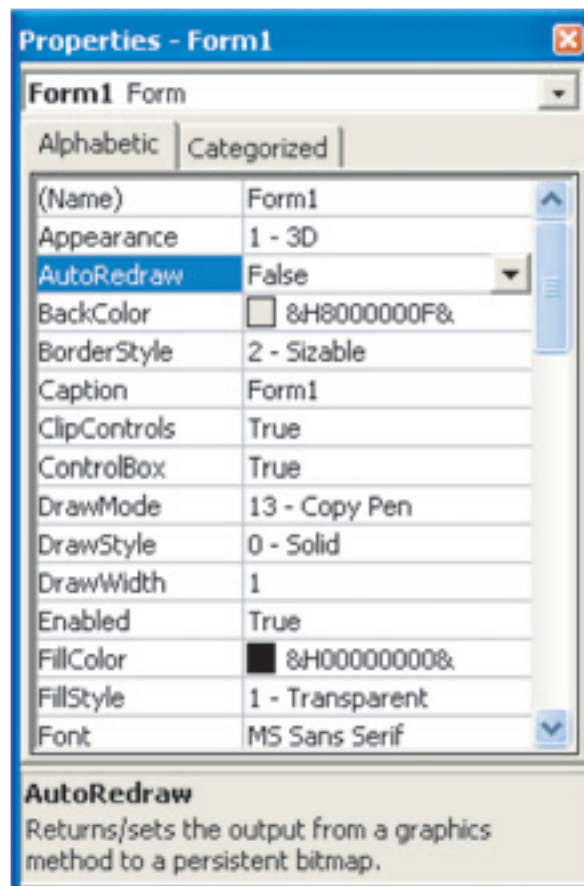 Properties - Form1
Form1 Form
Alphabetic Categorized
(Name) Form1
Appearance 1 - 3D
AutoRedraw False
BackColor &H8000000F&
BorderStyle 2 - Sizable
Caption Form1
ClipControls True
ControlBox True
DrawMode 13 - Copy Pen
DrawStyle 0 - Solid
DrawWidth 1
Enabled True
FillColor &H00000000&
FillStyle 1 - Transparent
Font MS Sans Serif
AutoRedraw
Returns/sets the output from a graphics
method to a persistent bitmap.